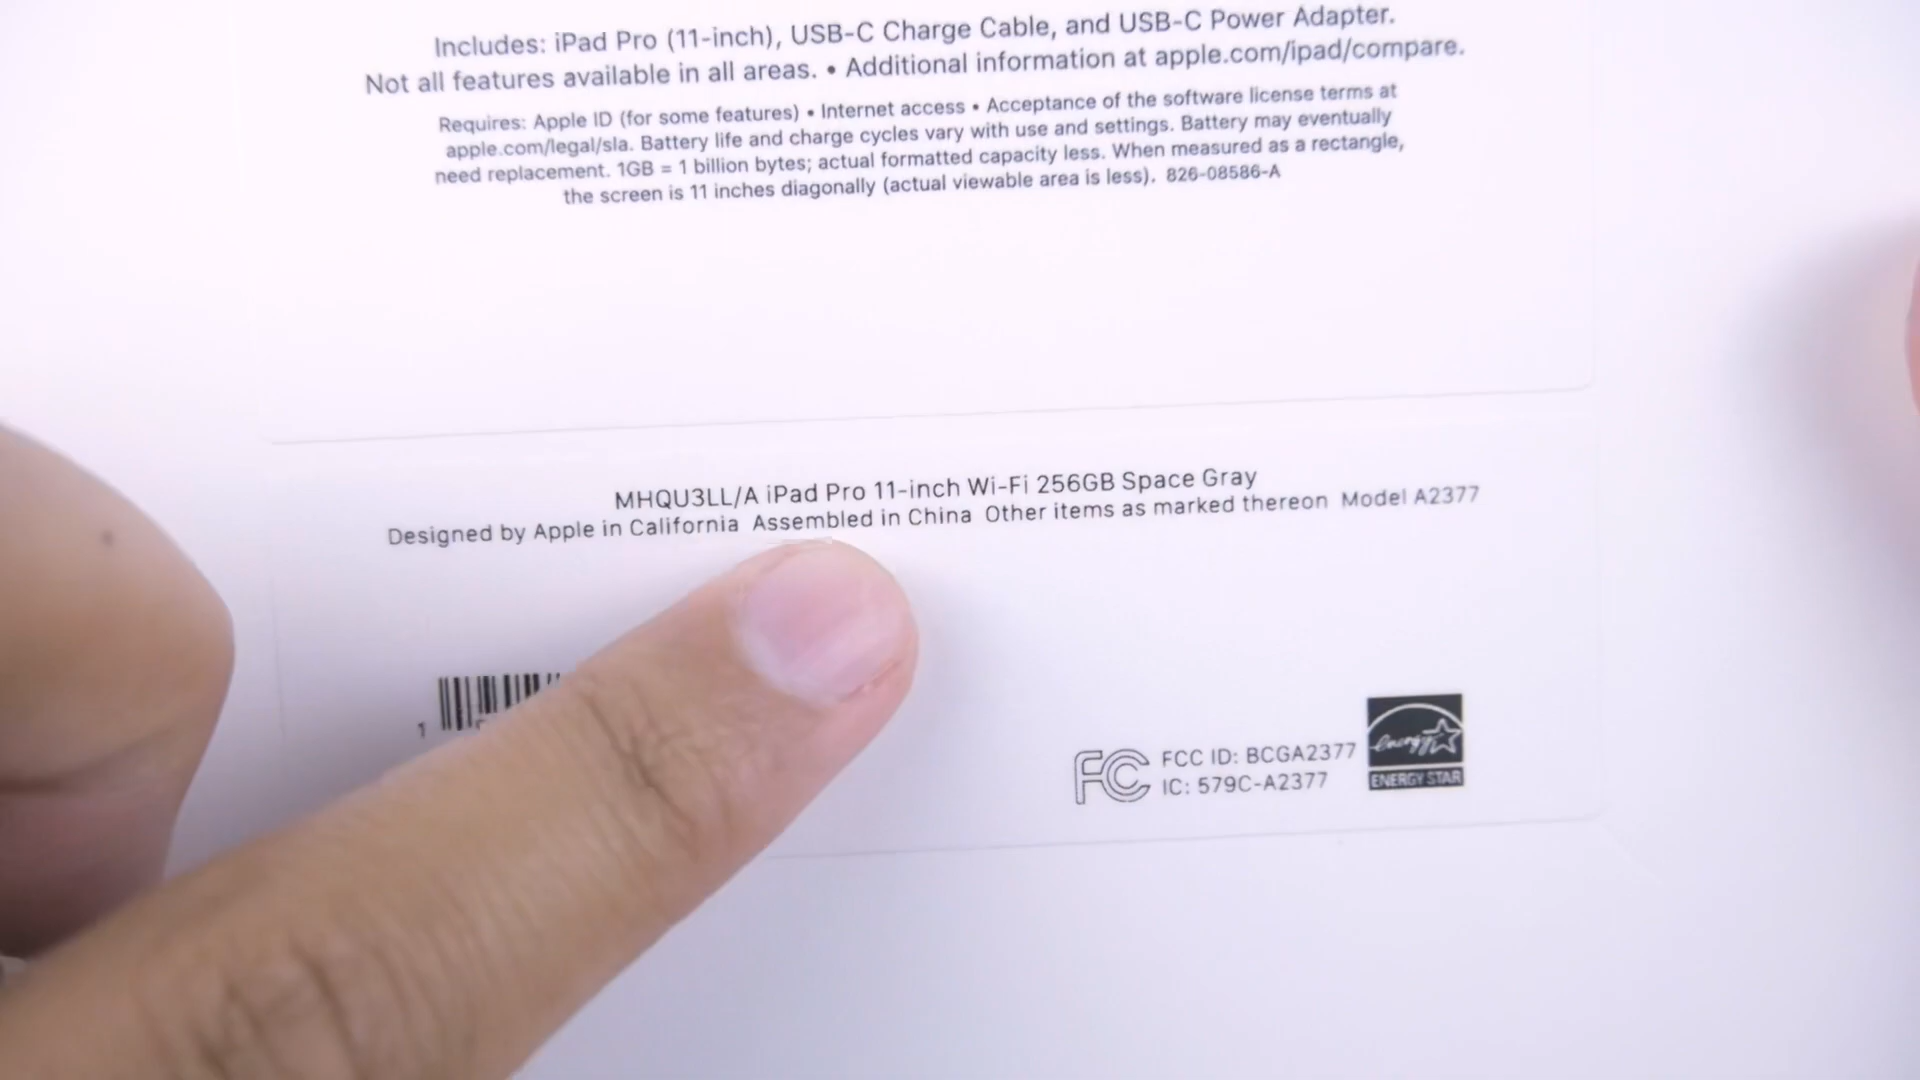 Includes: iPad Pro (11-inch), USB-C Charge Cable, and USB-C Power Adapter.
Not all features available in all areas. • Additional information at apple.com/ipad/compare.
Requires: Apple ID (for some features) • Internet access • Acceptance of the software license terms at
apple.com/legal/sla. Battery life and charge cycles vary with use and settings. Battery may eventually
need replacement. 1GB = 1 billion bytes; actual formatted capacity less. When measured as a rectangle,
the screen is 11 inches diagonally (actual viewable area is less). 826-08586-A
MHQU3LL/A iPad Pro 11-inch Wi-Fi 256GB Space Gray
Designed by Apple in California Assembled in China Other items as marked thereon Model A2377
1
FC FCC ID: BCGA2377
IC: 579C-A2377
energy
ENERGY STAR